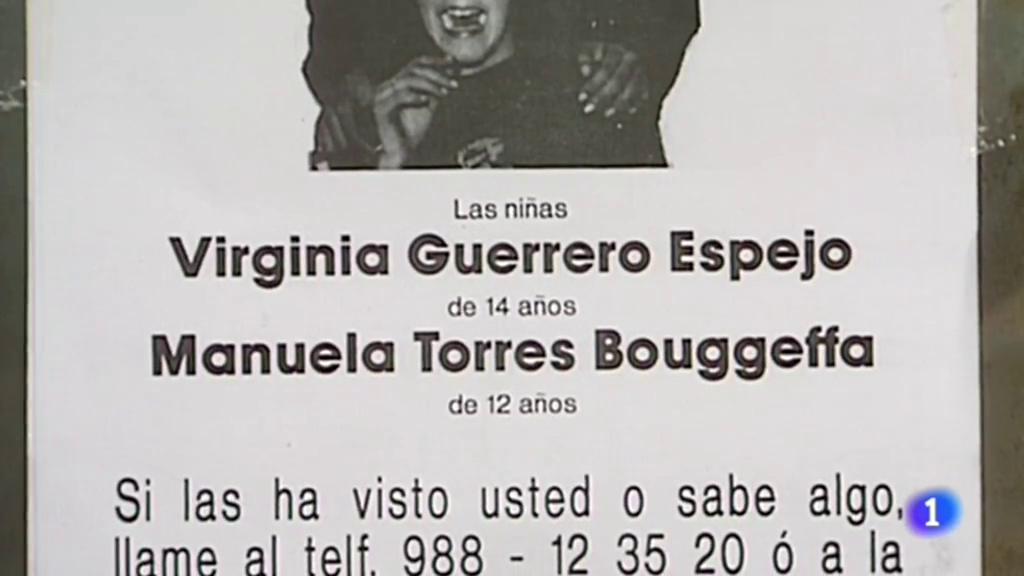 Las niñas
Virginia Guerrero Espejo
de 14 años
Manuela Torres Bouggeffa
de 12 años
Si las ha visto usted o sabe algo,
llame al telf. 988 - 12 35 20 ó a la
1